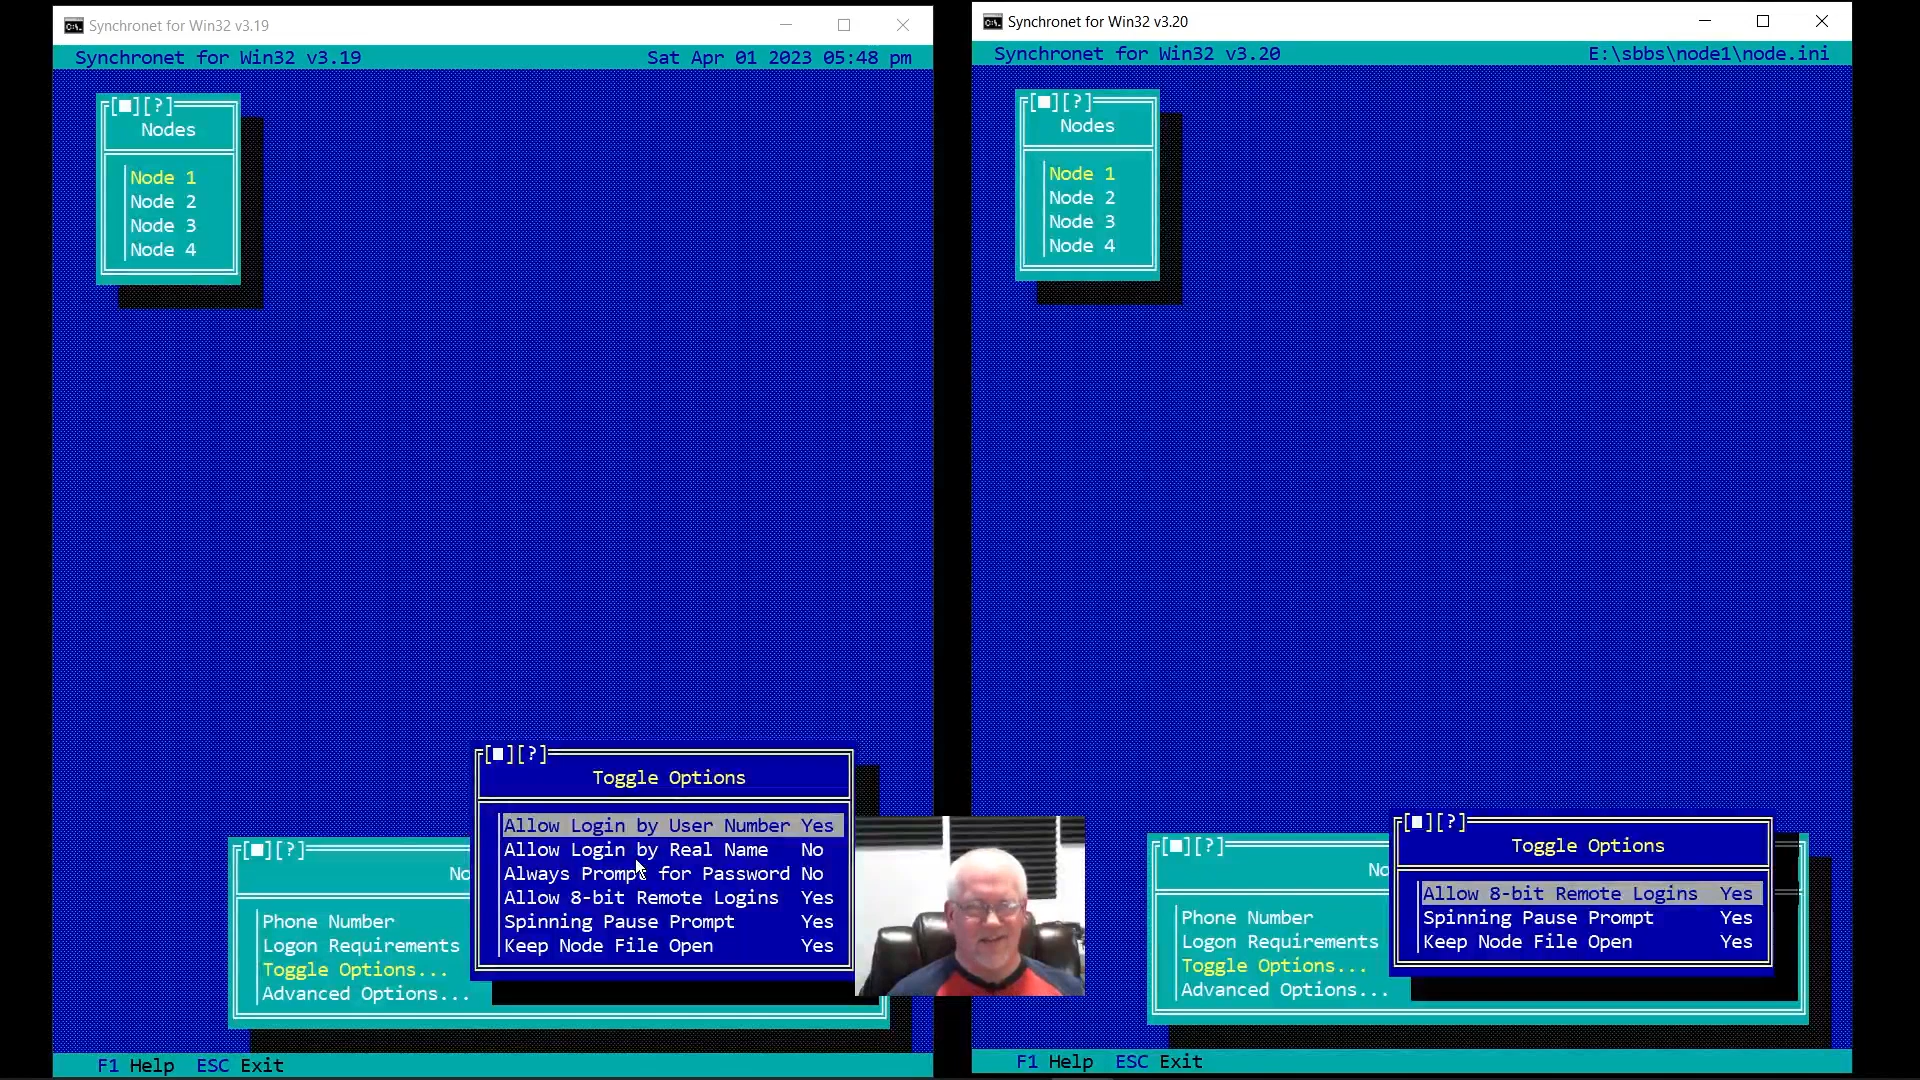 Synchronet for Win32 v3.19
Synchronet for Win32 v3.19 Sat Apr 01 2023 05:48 pm
[■][?]
Nodes
Node 1
Node 2
Node 3
Node 4
[■][?]
Toggle Options
Allow Login by User Number Yes
Allow Login by Real Name No
Always Prompt for Password No
Allow 8-bit Remote Logins Yes
Spinning Pause Prompt Yes
Keep Node File Open Yes
[■][?]
No
Phone Number
Logon Requirements
Toggle Options...
Advanced Options...
F1 Help ESC Exit
Synchronet for Win32 v3.20
Synchronet for Win32 v3.20 E:\sbbs\node1\node.ini
[■][?]
Nodes
Node 1
Node 2
Node 3
Node 4
[■][?]
Toggle Options
Allow 8-bit Remote Logins Yes
Spinning Pause Prompt Yes
Keep Node File Open Yes
[■][?]
No
Phone Number
Logon Requirements
Toggle Options...
Advanced Options...
F1 Help ESC Exit